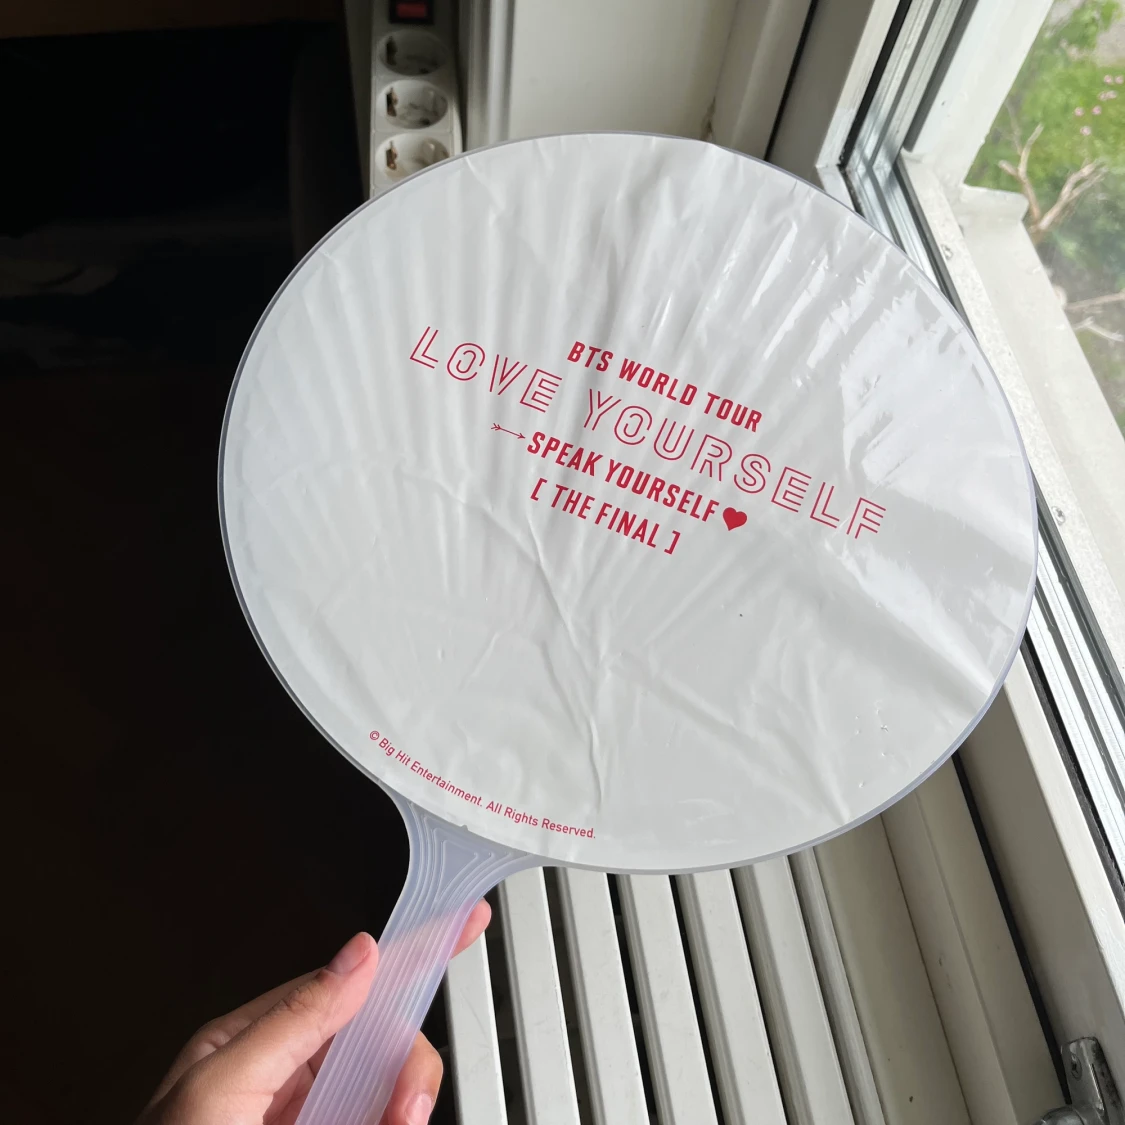 BTS WORLD TOUR
LOVE YOURSELF
SPEAK YOURSELF
[ THE FINAL ]
© Big Hit Entertainment. All Rights Reserved.